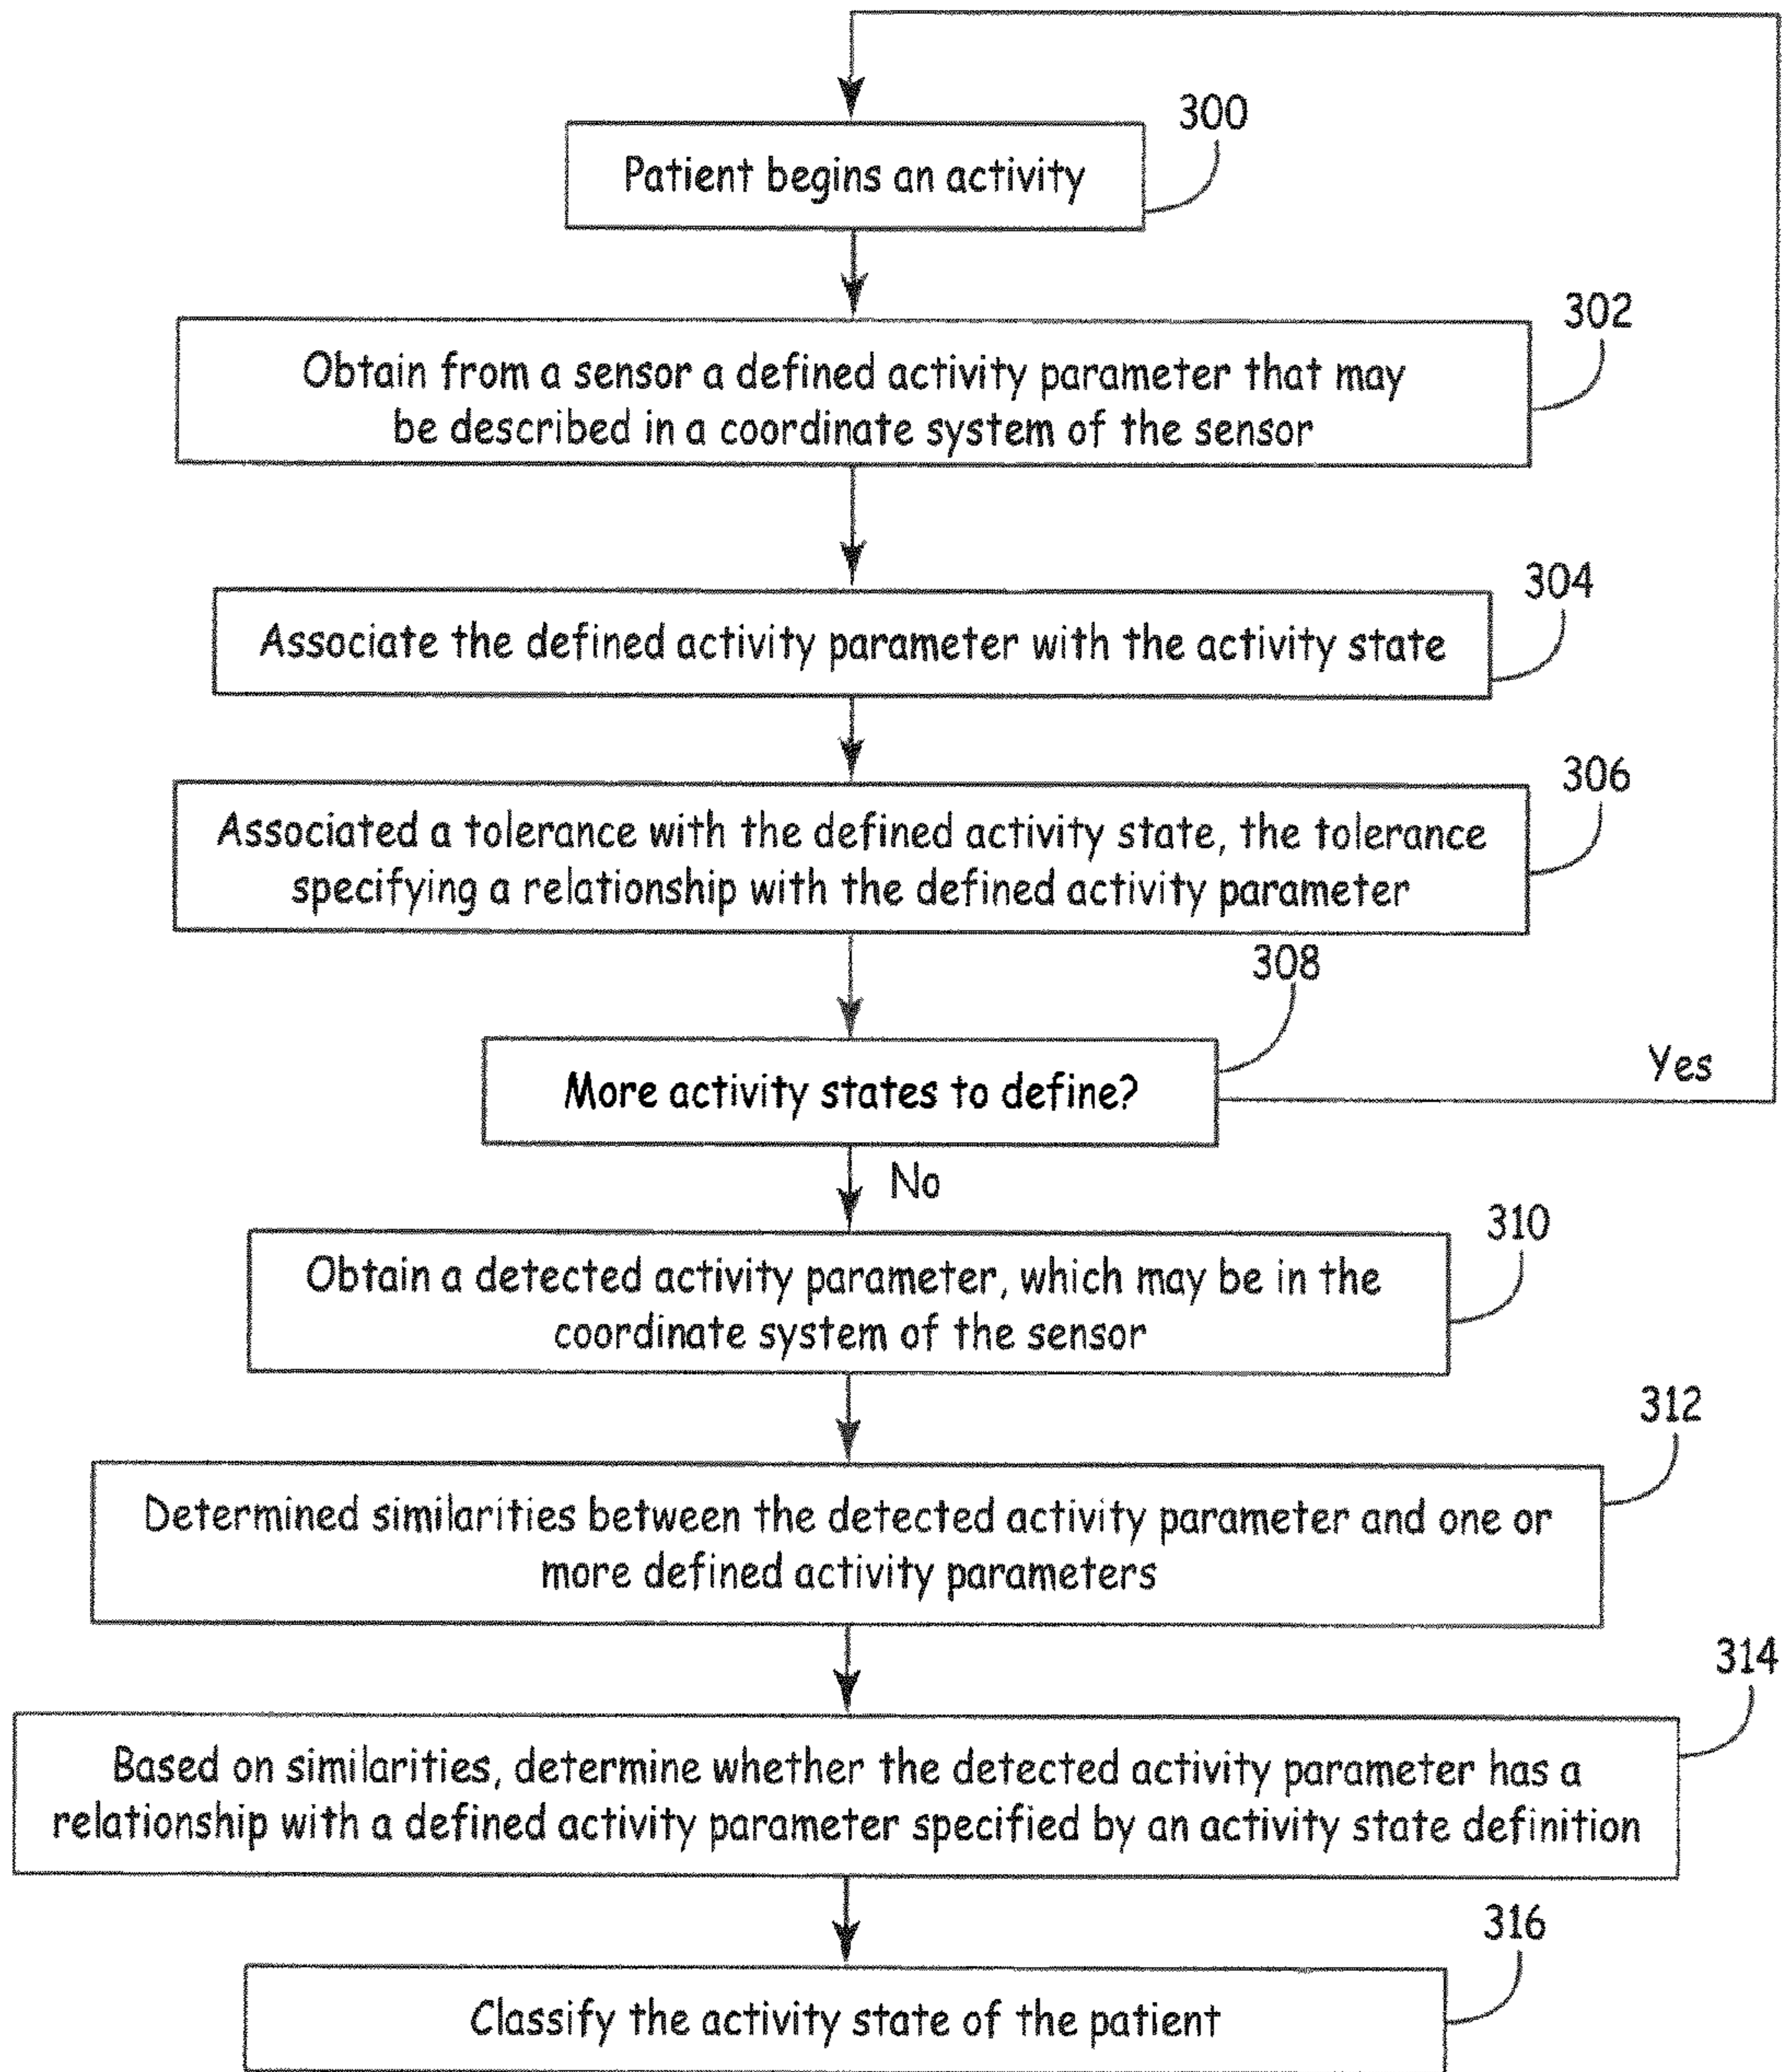 300
Patient begins an activity
302
Obtain from a sensor a defined activity parameter that may
be described in a coordinate system of the sensor
304
Associate the defined activity parameter with the activity state
306
Associated a tolerance with the defined activity state, the tolerance
specifying a relationship with the defined activity parameter
308
More activity states to define?
Yes
No
310
Obtain a detected activity parameter, which may be in the
coordinate system of the sensor
312
Determined similarities between the detected activity parameter and one or
more defined activity parameters
314
Based on similarities, determine whether the detected activity parameter has a
relationship with a defined activity parameter specified by an activity state definition
316
Classify the activity state of the patient